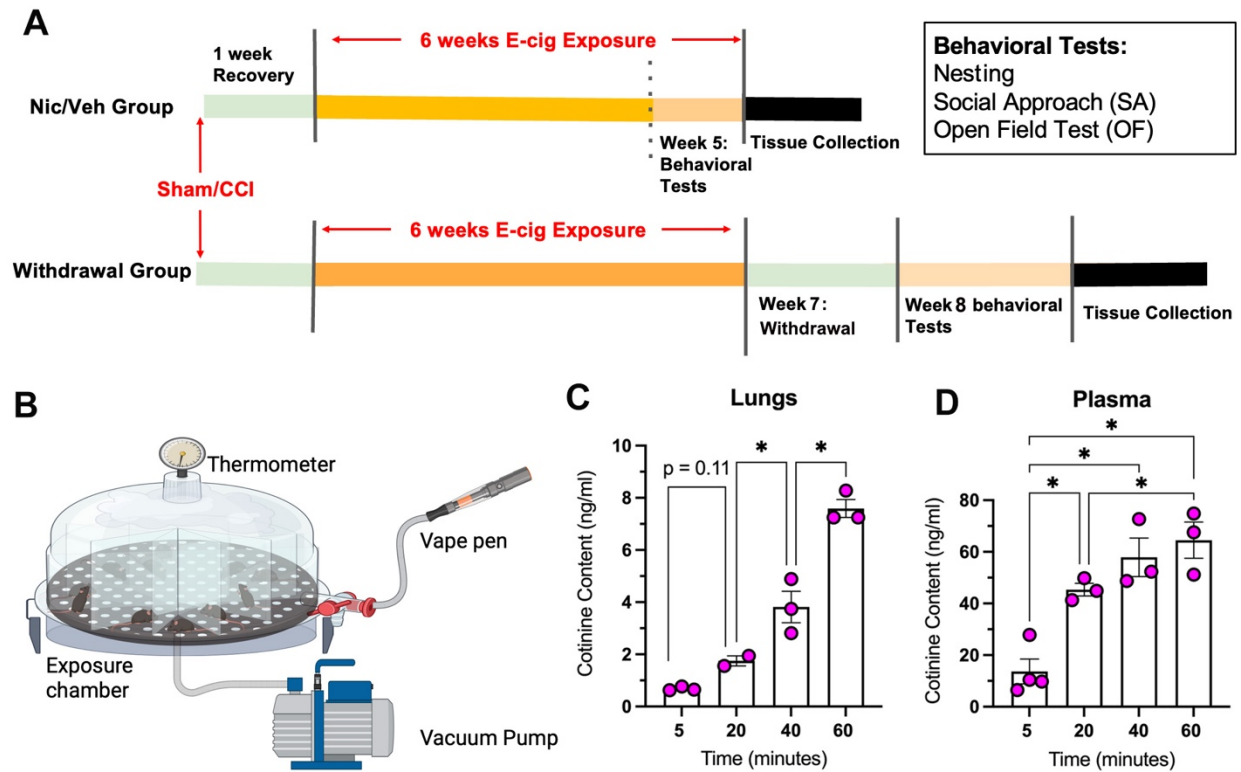 A
6 weeks E-cig Exposure
1 week
Recovery
Nic/Veh Group
Week 5:
Behavioral
Tests
Tissue Collection
Behavioral Tests:
Nesting
Social Approach (SA)
Open Field Test (OF)
Sham/CCI
6 weeks E-cig Exposure
Withdrawal Group
Week 7:
Withdrawal
Week 8 behavioral
Tests
Tissue Collection
B
Thermometer
Vape pen
Exposure
chamber
Vacuum Pump
C
Lungs
Cotinine Content (ng/ml)
10
8
6
4
2
0
p = 0.11
*
*
5 20 40 60
Time (minutes)
D
Plasma
Cotinine Content (ng/ml)
80
60
40
20
0
*
*
*
*
5 20 40 60
Time (minutes)